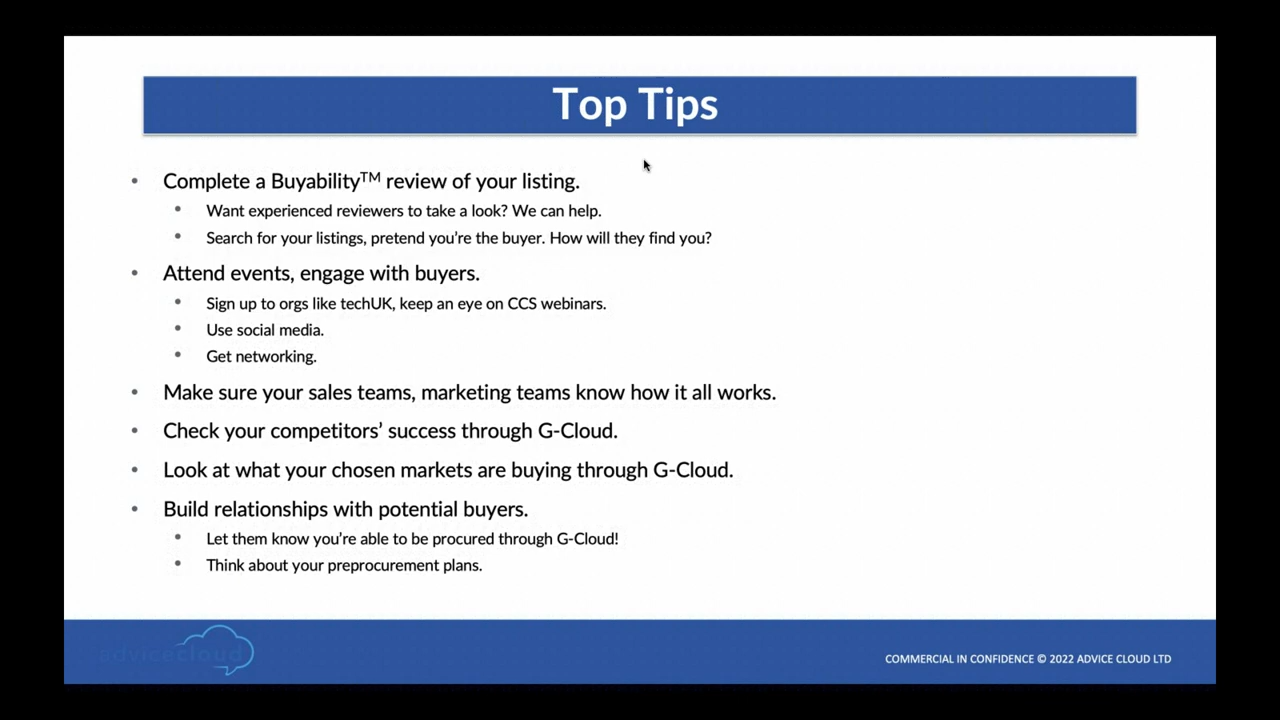 Top Tips
• Complete a Buyability™ review of your listing.
• Want experienced reviewers to take a look? We can help.
• Search for your listings, pretend you’re the buyer. How will they find you?
• Attend events, engage with buyers.
• Sign up to orgs like techUK, keep an eye on CCS webinars.
• Use social media.
• Get networking.
• Make sure your sales teams, marketing teams know how it all works.
• Check your competitors’ success through G-Cloud.
• Look at what your chosen markets are buying through G-Cloud.
• Build relationships with potential buyers.
• Let them know you’re able to be procured through G-Cloud!
• Think about your preprocurement plans.
advicecloud
COMMERCIAL IN CONFIDENCE © 2022 ADVICE CLOUD LTD